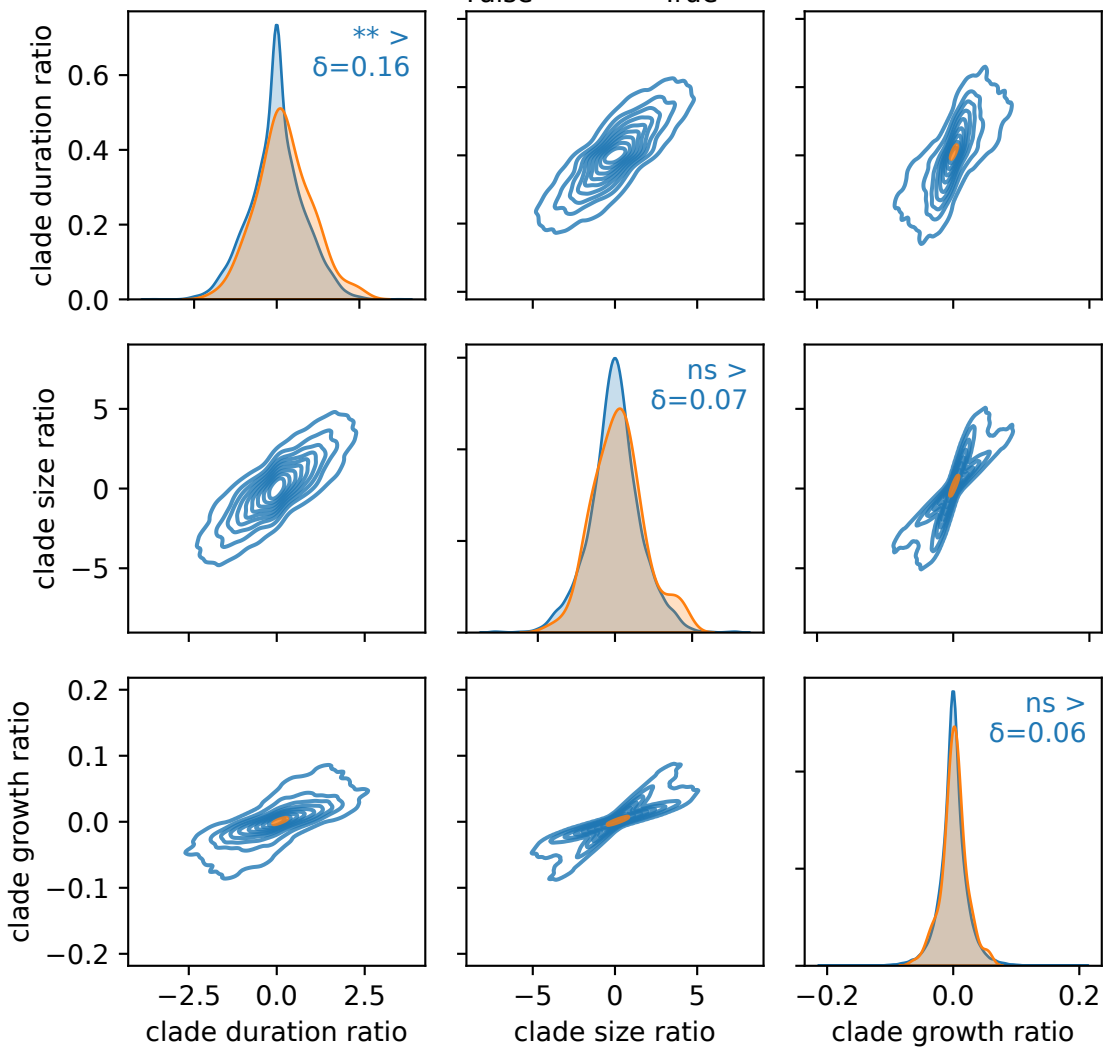 clade duration ratio
0.6
0.4
0.2
0.0
** >
δ=0.16
clade size ratio
5
0
−5
ns >
δ=0.07
clade growth ratio
0.2
0.1
0.0
−0.1
−0.2
ns >
δ=0.06
−2.5 0.0 2.5
−5 0 5
−0.2 0.0 0.2
clade duration ratio
clade size ratio
clade growth ratio